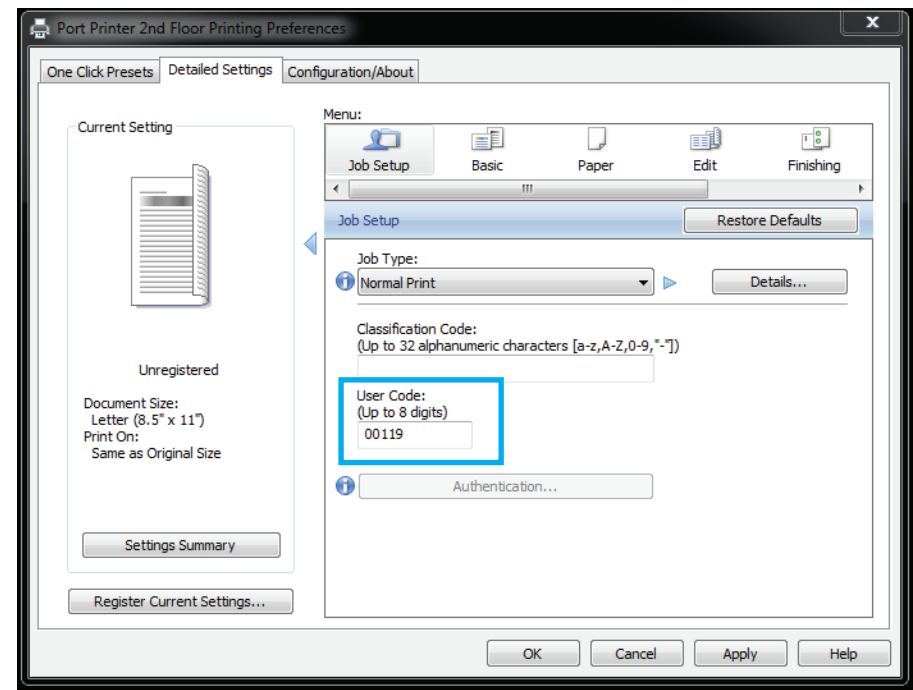 Port Printer 2nd Floor Printing Preferences
X
One Click Presets
Detailed Settings
Configuration/About
Current Setting
Unregistered
Document Size:
Letter (8.5" x 11")
Print On:
Same as Original Size
Settings Summary
Register Current Settings...
Menu:
Job Setup
Basic
Paper
Edit
Finishing
Job Setup
Restore Defaults
Job Type:
Normal Print
Details...
Classification Code:
(Up to 32 alphanumeric characters [a-z,A-Z,0-9,"-"])
User Code:
(Up to 8 digits)
00119
Authentication...
OK
Cancel
Apply
Help